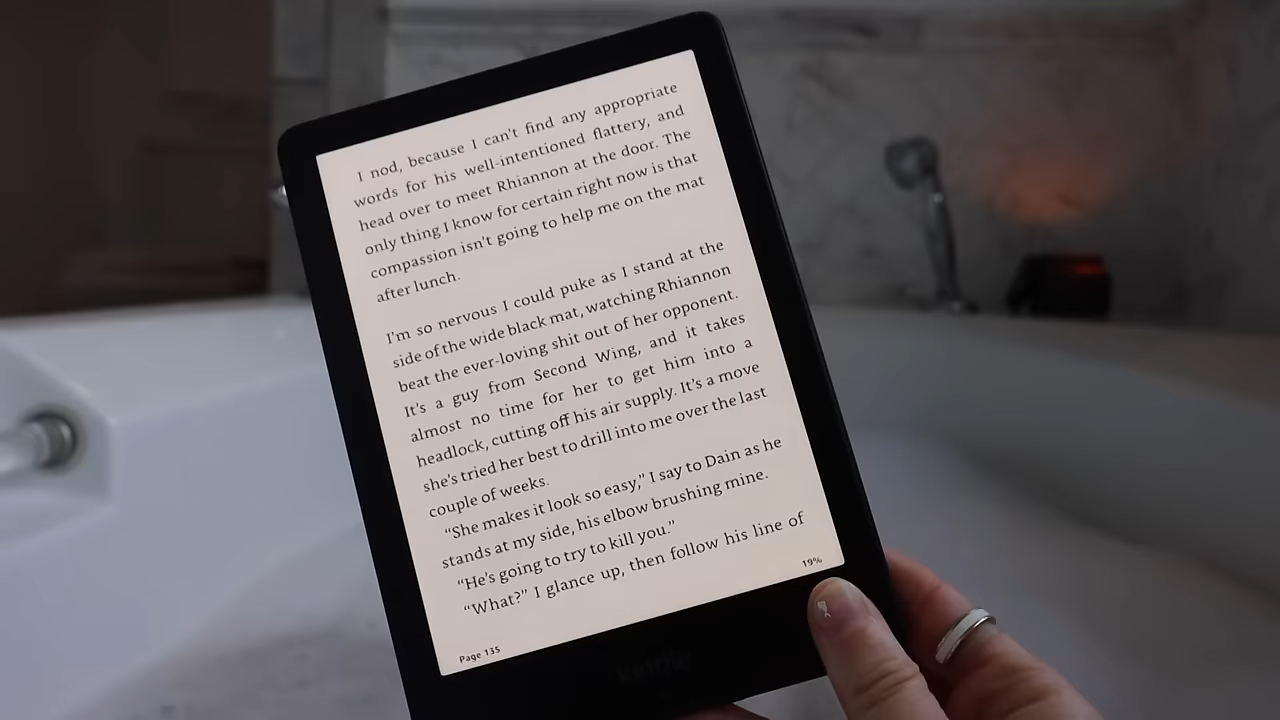 I nod, because I can't find any appropriate
words for his well-intentioned flattery, and
head over to meet Rhiannon at the door. The
only thing I know for certain right now is that
compassion isn't going to help me on the mat
after lunch.
I'm so nervous I could puke as I stand at the
side of the wide black mat, watching Rhiannon
beat the ever-loving shit out of her opponent.
It's a guy from Second Wing, and it takes
almost no time for her to get him into a
headlock, cutting off his air supply. It's a move
she's tried her best to drill into me over the last
couple of weeks.
“She makes it look so easy,” I say to Dain as he
stands at my side, his elbow brushing mine.
“He's going to try to kill you.”
“What?” I glance up, then follow his line of
Page 135
19%
kindle